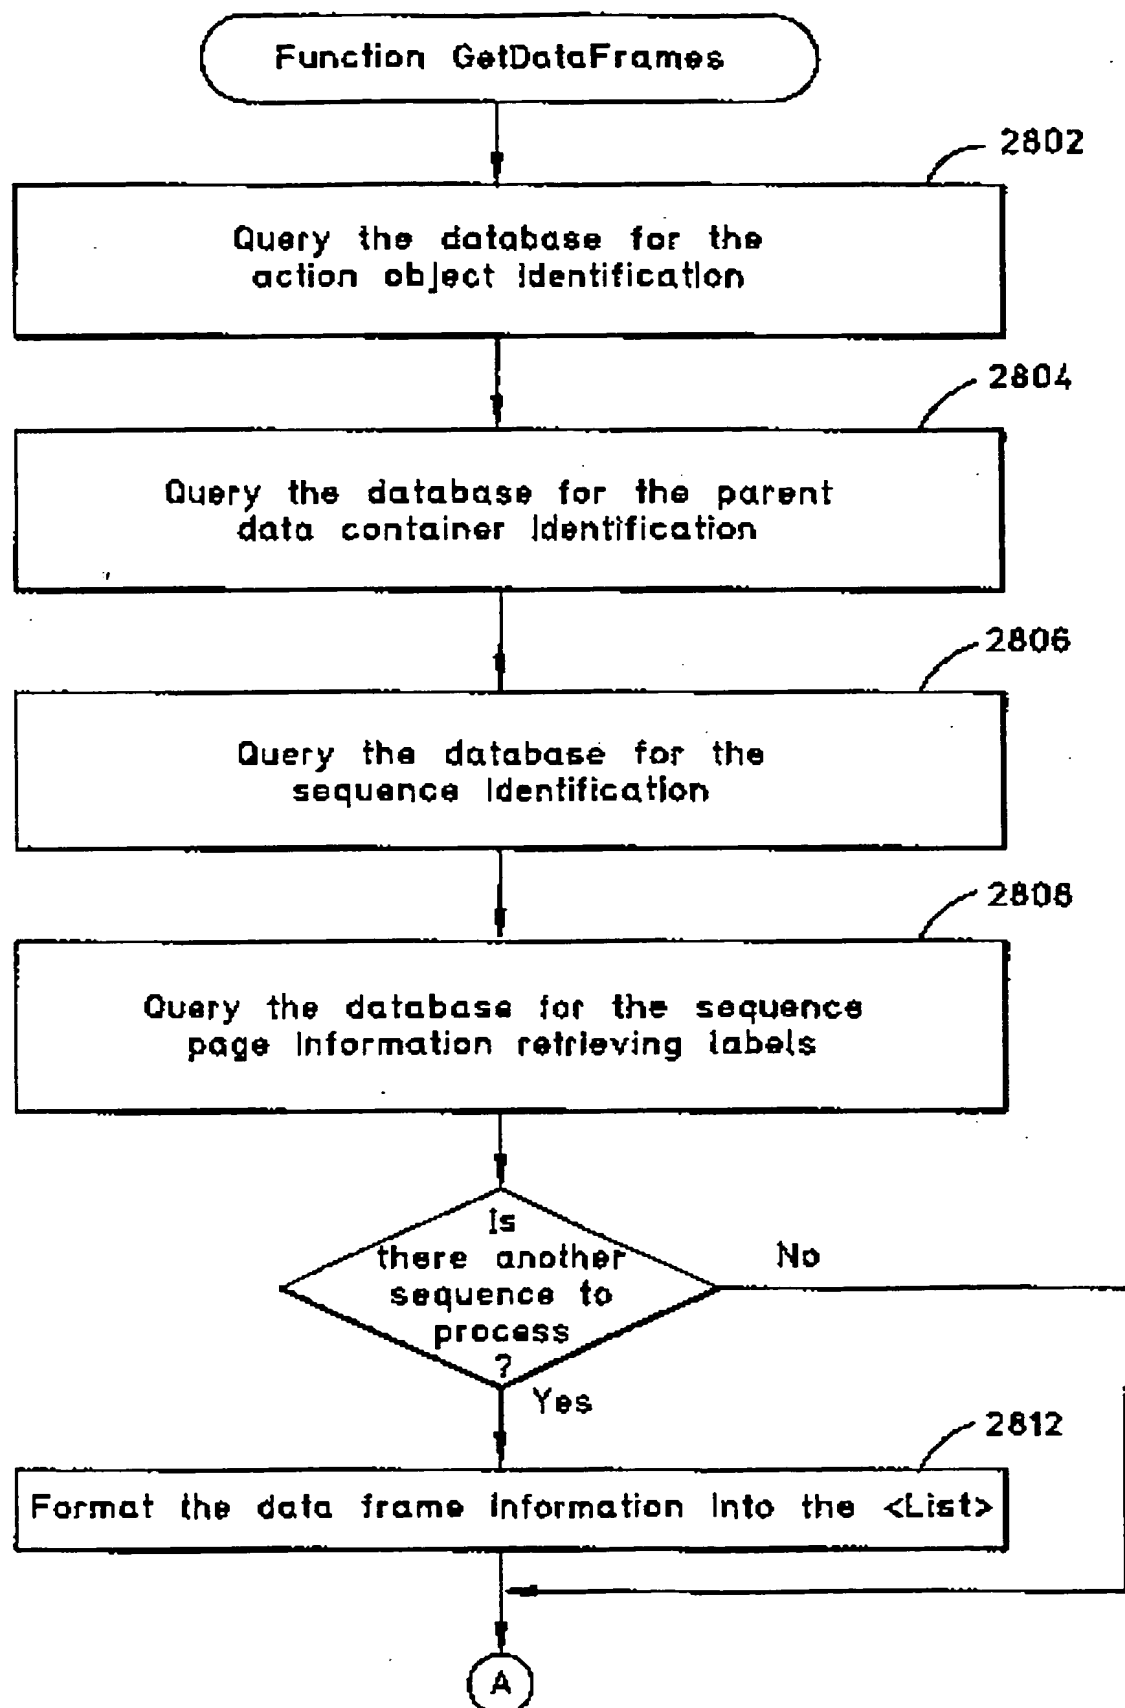 Function GetDataFrames
2802
Query the database for the
action object Identification
2804
Query the database for the parent
data container Identification
2806
Query the database for the
sequence Identification
2808
Query the database for the sequence
page Information retrieving labels
Is
there another
sequence to
process
?
No
Yes
2812
Format the data frame Information Into the <List>
A